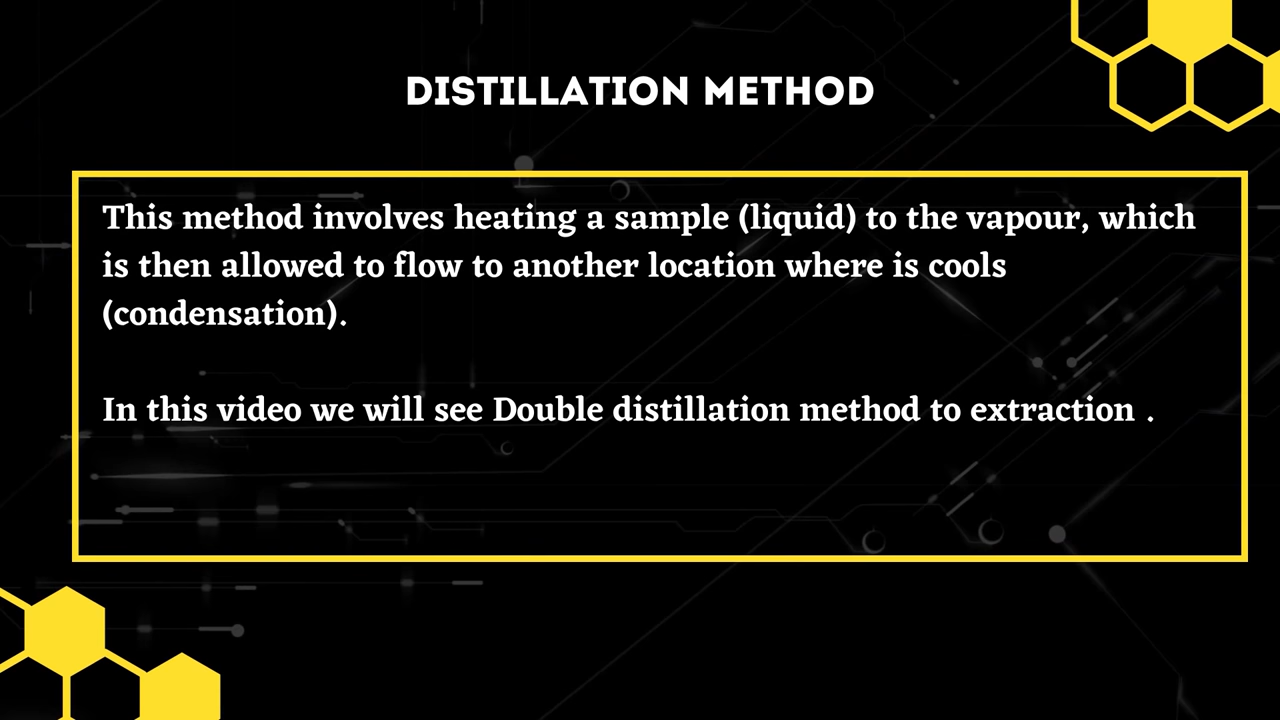 DISTILLATION METHOD
This method involves heating a sample (liquid) to the vapour, which
is then allowed to flow to another location where is cools
(condensation).
In this video we will see Double distillation method to extraction .